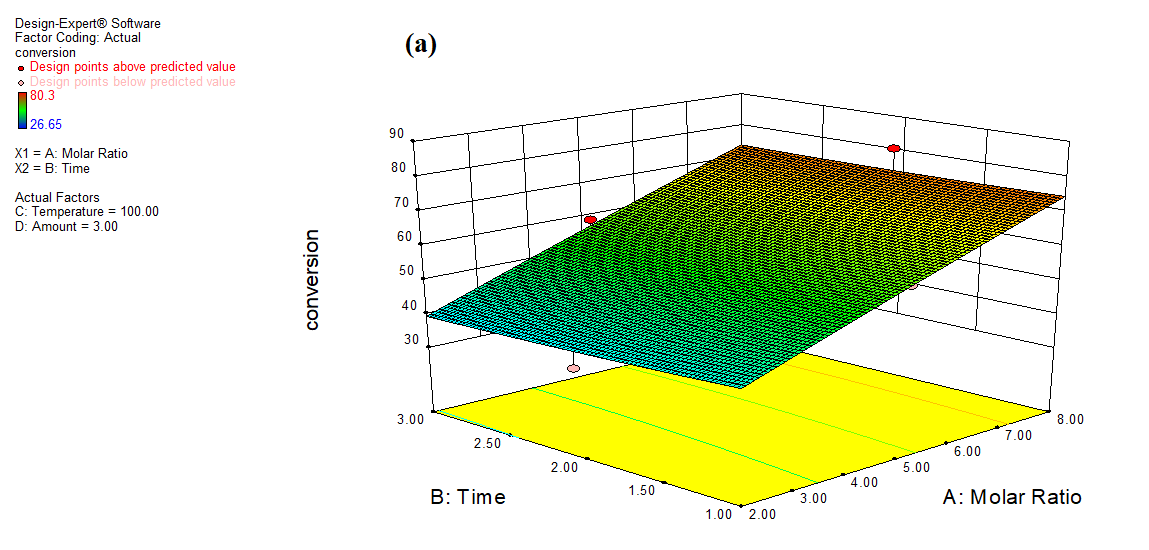 Design-Expert® Software
Factor Coding: Actual
conversion
Design points above predicted value
Design points below predicted value
80.3
26.65
X1 = A: Molar Ratio
X2 = B: Time
Actual Factors
C: Temperature = 100.00
D: Amount = 3.00
(a)
90
80
70
60
50
40
30
conversion
3.00
2.50
2.00
1.50
1.00
B: Time
2.00
3.00
4.00
5.00
6.00
7.00
8.00
A: Molar Ratio